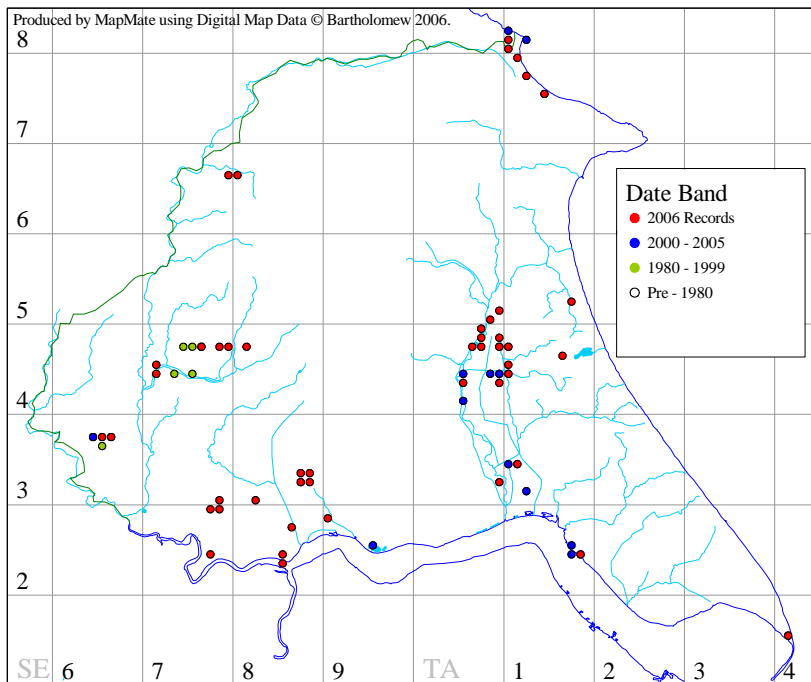 Produced by MapMate using Digital Map Data © Bartholomew 2006.
8
7
6
5
4
3
2
Date Band
2006 Records
2000 - 2005
1980 - 1999
Pre - 1980
SE 6 7 8 9 TA 1 2 3 4